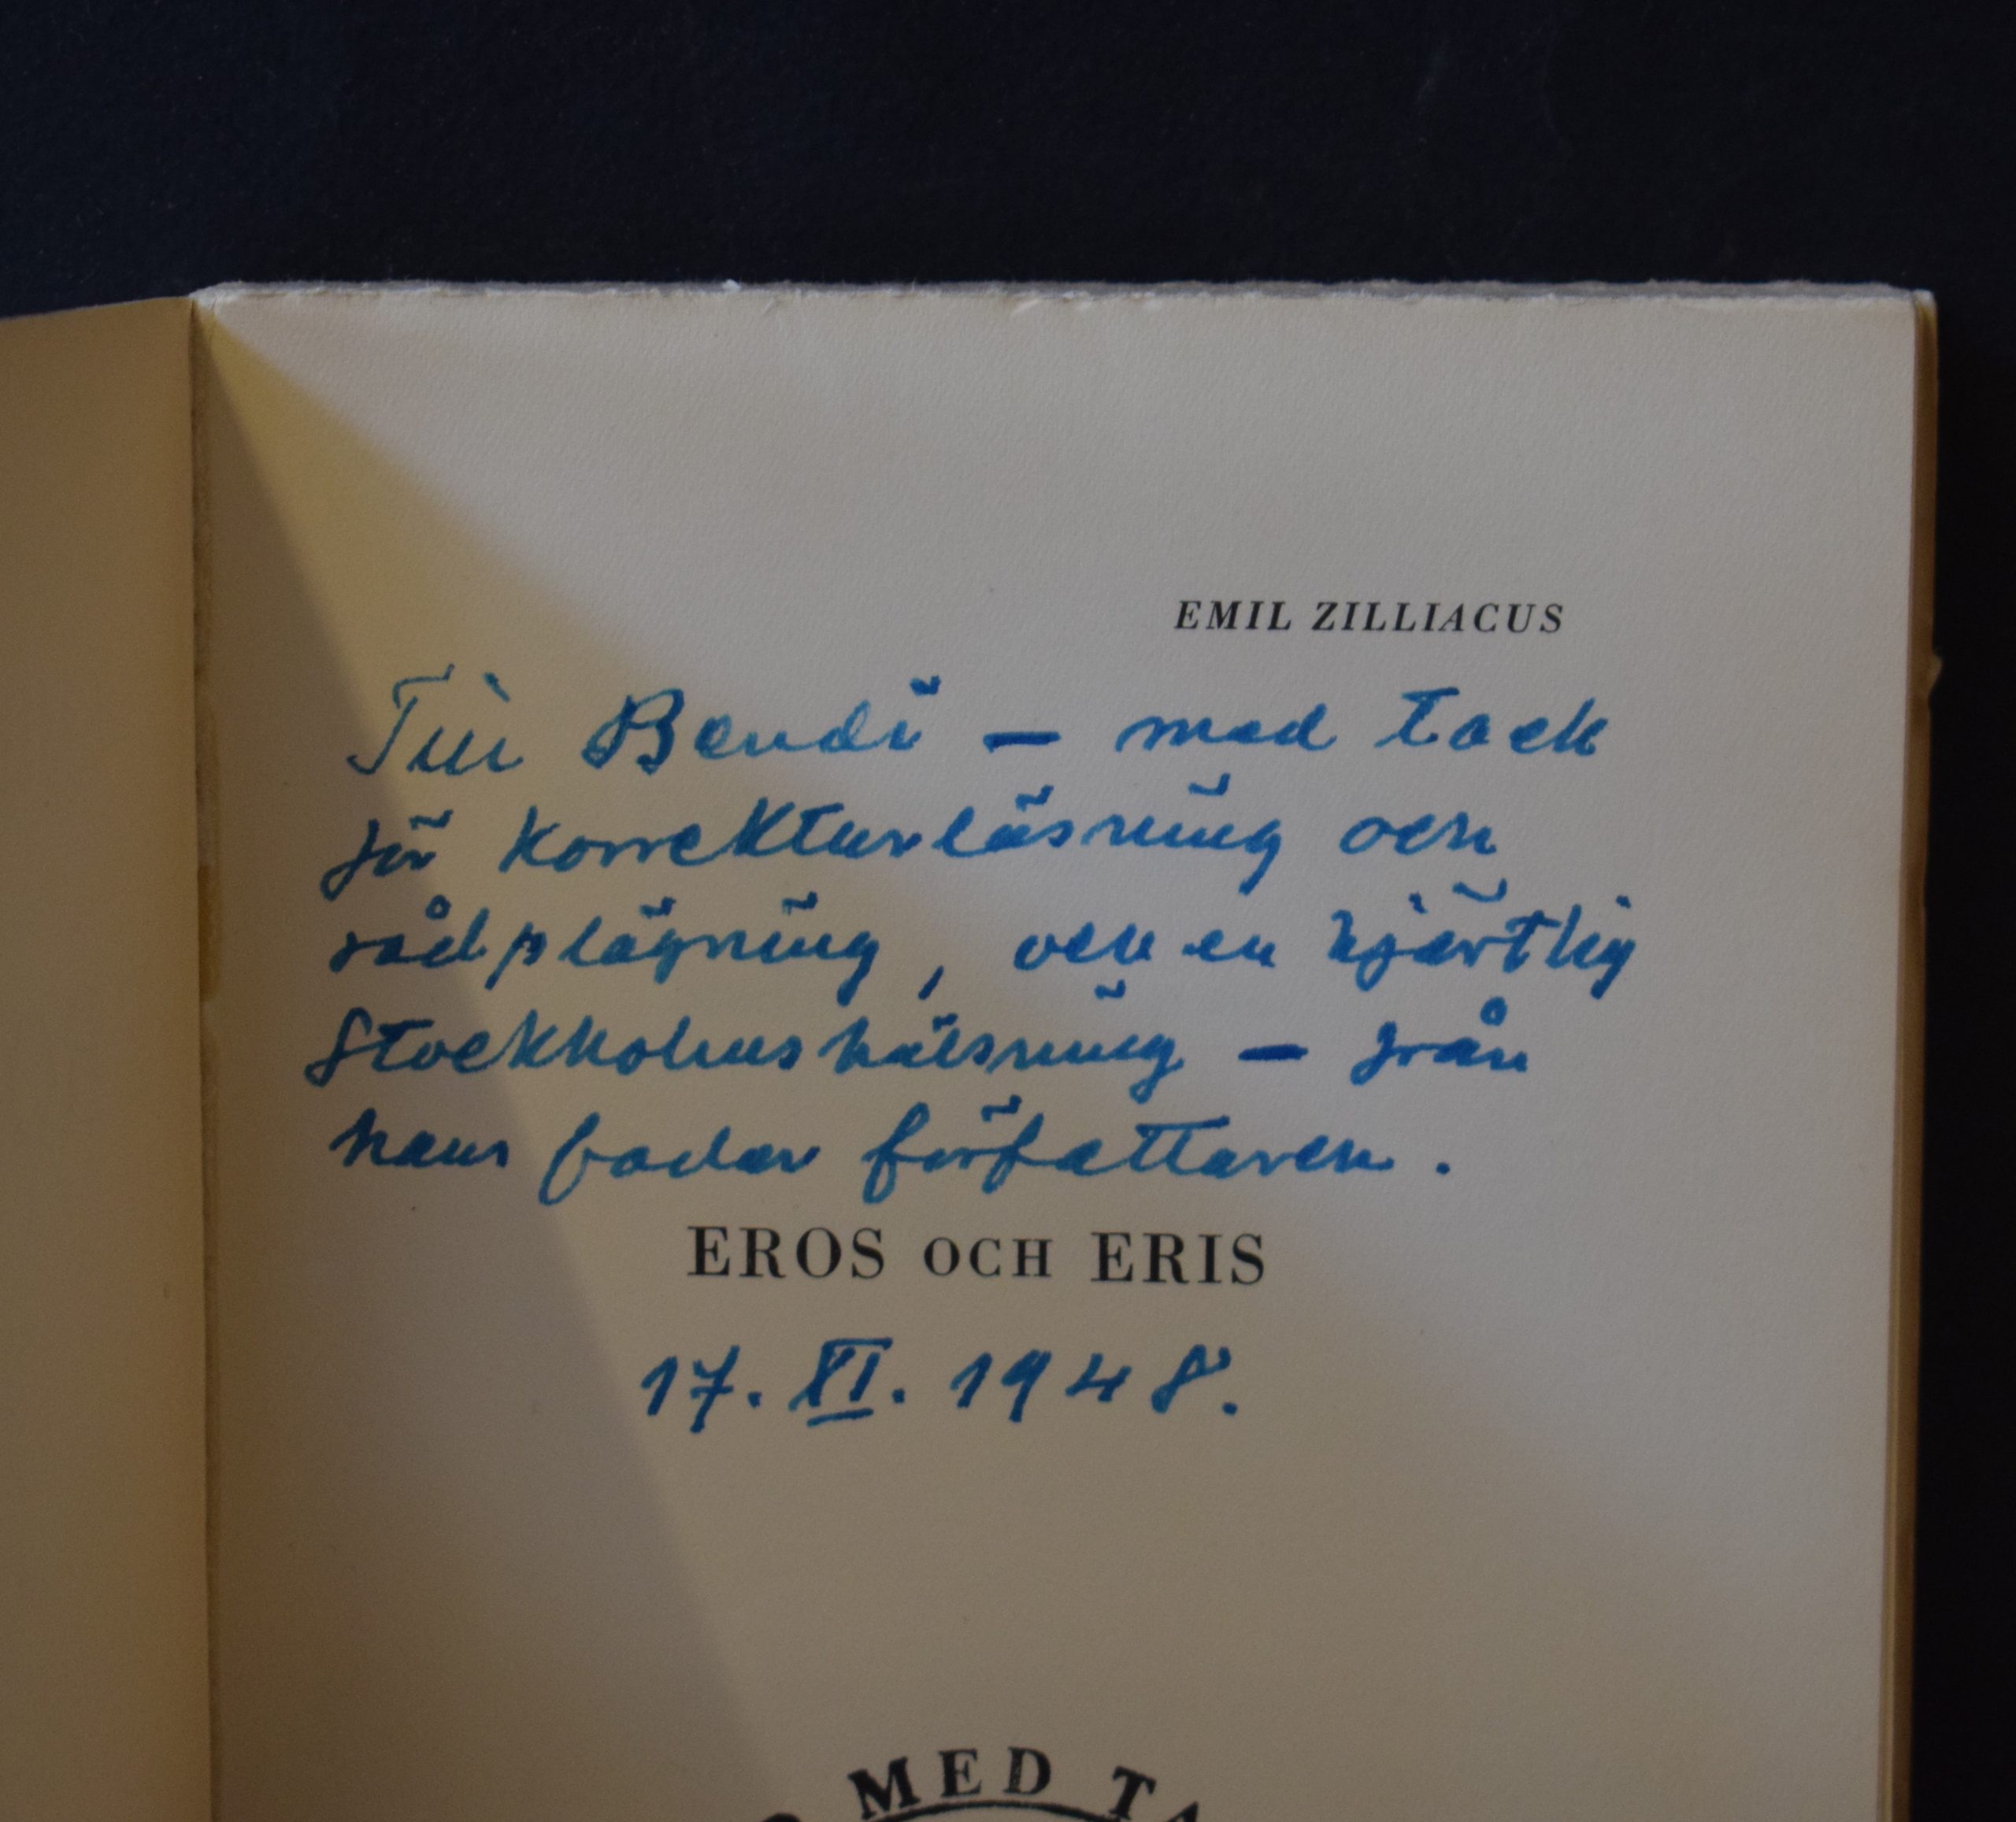 EMIL ZILLIACUS
Till Bendi — med tack
för korrekturläsning och
rådplägning, och en hjärtlig
Stockholmshälsning — från
hans fader författaren.
EROS OCH ERIS
17. XI. 1948.
MED TA